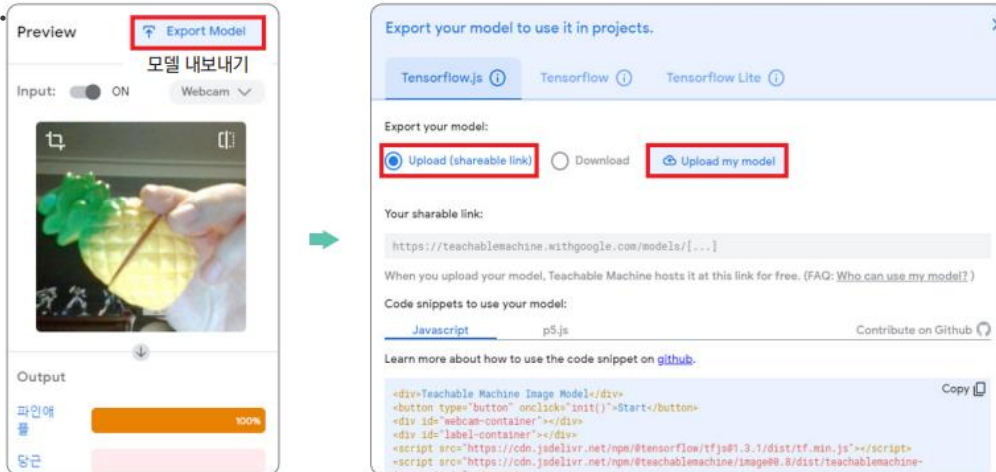 Preview
Export Model
모델 내보내기
Input:
ON
Webcam
Output
파인애
플
100%
당근
Export your model to use it in projects.
Tensorflow.js
Tensorflow
Tensorflow Lite
Export your model:
Upload (shareable link)
Download
Upload my model
Your sharable link:
https://teachablemachine.withgoogle.com/models/[...]
When you upload your model, Teachable Machine hosts it at this link for free. (FAQ: Who can use my model? )
Code snippets to use your model:
Javascript
p5.js
Contribute on Github
Learn more about how to use the code snippet on github.
Copy
<div>Teachable Machine Image Model</div>
<button type="button" onclick="init()">Start</button>
<div id="webcam-container"></div>
<div id="label-container"></div>
<script src="https://cdn.jsdelivr.net/npm/@tensorflow/tfjs@1.3.1/dist/tf.min.js"></script>
<script src="https://cdn.jsdelivr.net/npm/@teachablemachine/image@0.8/dist/teachablemachine-